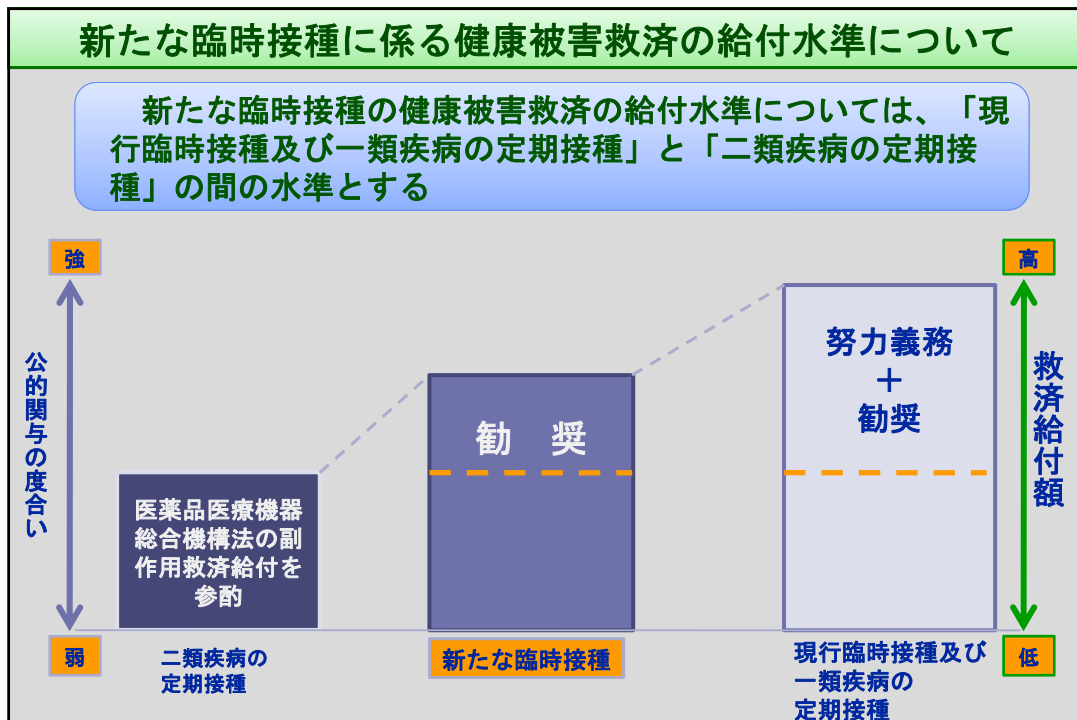 新たな臨時接種に係る健康被害救済の給付水準について
新たな臨時接種の健康被害救済の給付水準については、「現
行臨時接種及び一類疾病の定期接種」と「二類疾病の定期接
種」の間の水準とする
強
高
公的関与の度合い
救済給付額
努力義務
＋
勧奨
勧　奨
医薬品医療機器
総合機構法の副
作用救済給付を
参酌
弱
低
二類疾病の
定期接種
新たな臨時接種
現行臨時接種及び
一類疾病の
定期接種